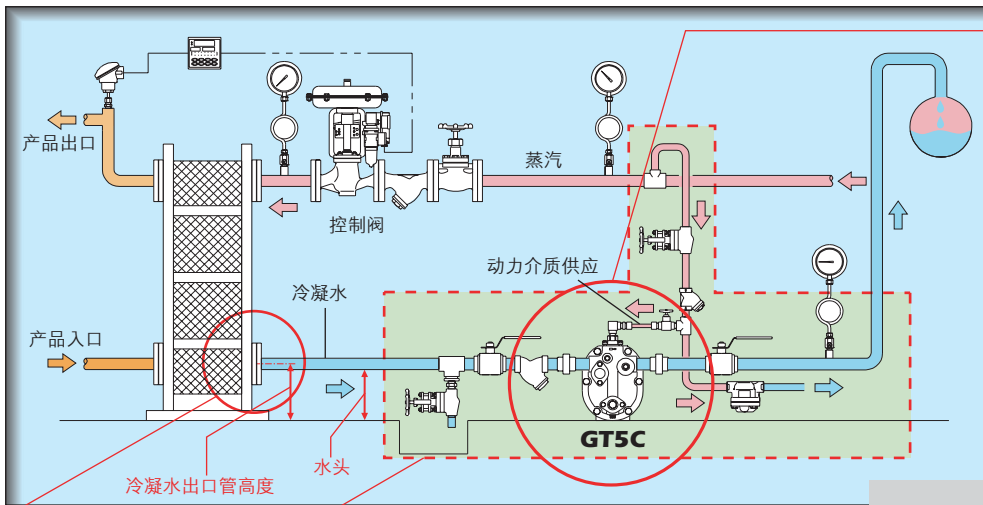 产品出口
蒸汽
控制阀
动力介质供应
冷凝水
产品入口
GT5C
水头
冷凝水出口管高度